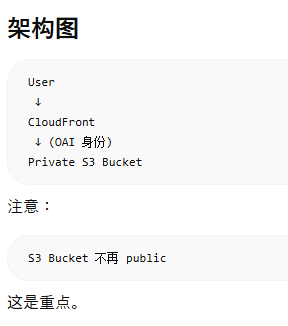 架构图
User
↓
CloudFront
↓ (OAI 身份)
Private S3 Bucket
注意：
S3 Bucket 不再 public
这是重点。